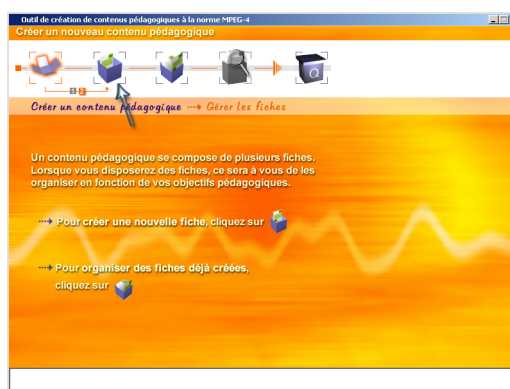 Outil de création de contenus pédagogiques à la norme MPEG-4
Créer un nouveau contenu pédagogique
1 2
Q
Créer un contenu pédagogique ····→ Gérer les fiches
Un contenu pédagogique se compose de plusieurs fiches.
Lorsque vous disposerez des fiches, ce sera à vous de les
organiser en fonction de vos objectifs pédagogiques.
····→ Pour créer une nouvelle fiche, cliquez sur
····→ Pour organiser des fiches déjà créées,
cliquez sur